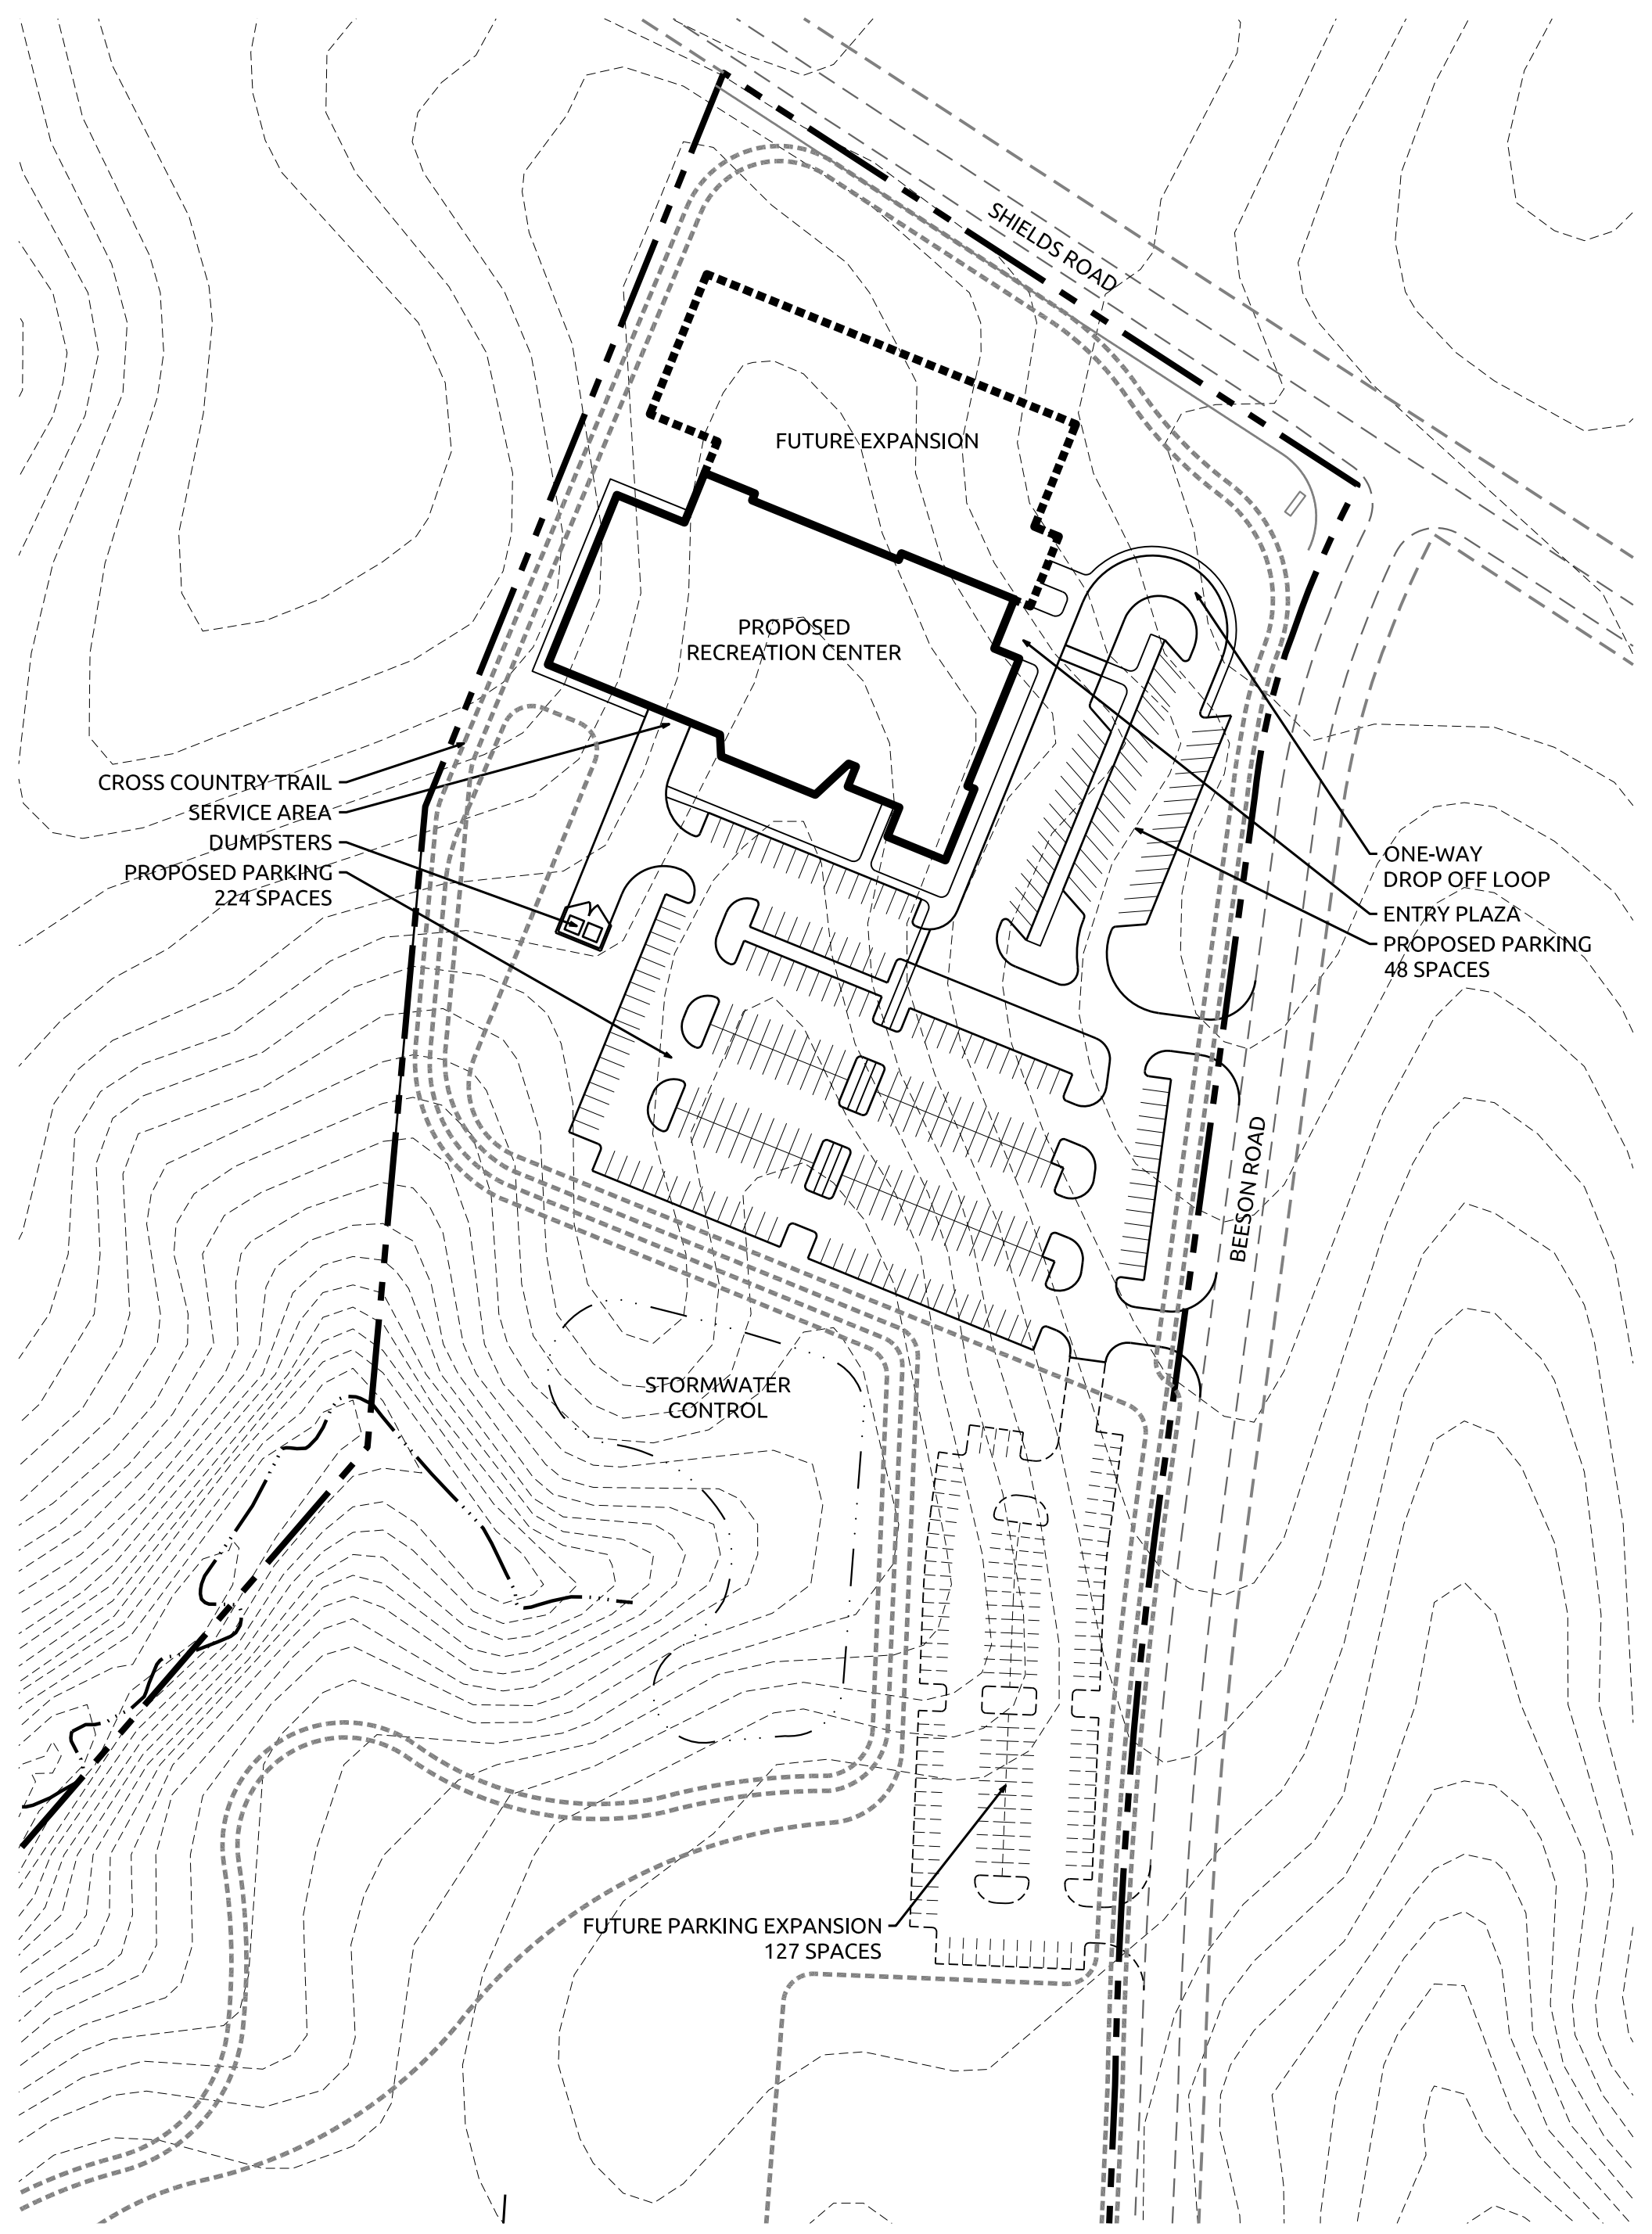 SHIELDS ROAD
FUTURE EXPANSION
PROPOSED
RECREATION CENTER
CROSS COUNTRY TRAIL
SERVICE AREA
DUMPSTERS
PROPOSED PARKING
224 SPACES
ONE-WAY
DROP OFF LOOP
ENTRY PLAZA
PROPOSED PARKING
48 SPACES
BEESON ROAD
STORMWATER
CONTROL
FUTURE PARKING EXPANSION
127 SPACES